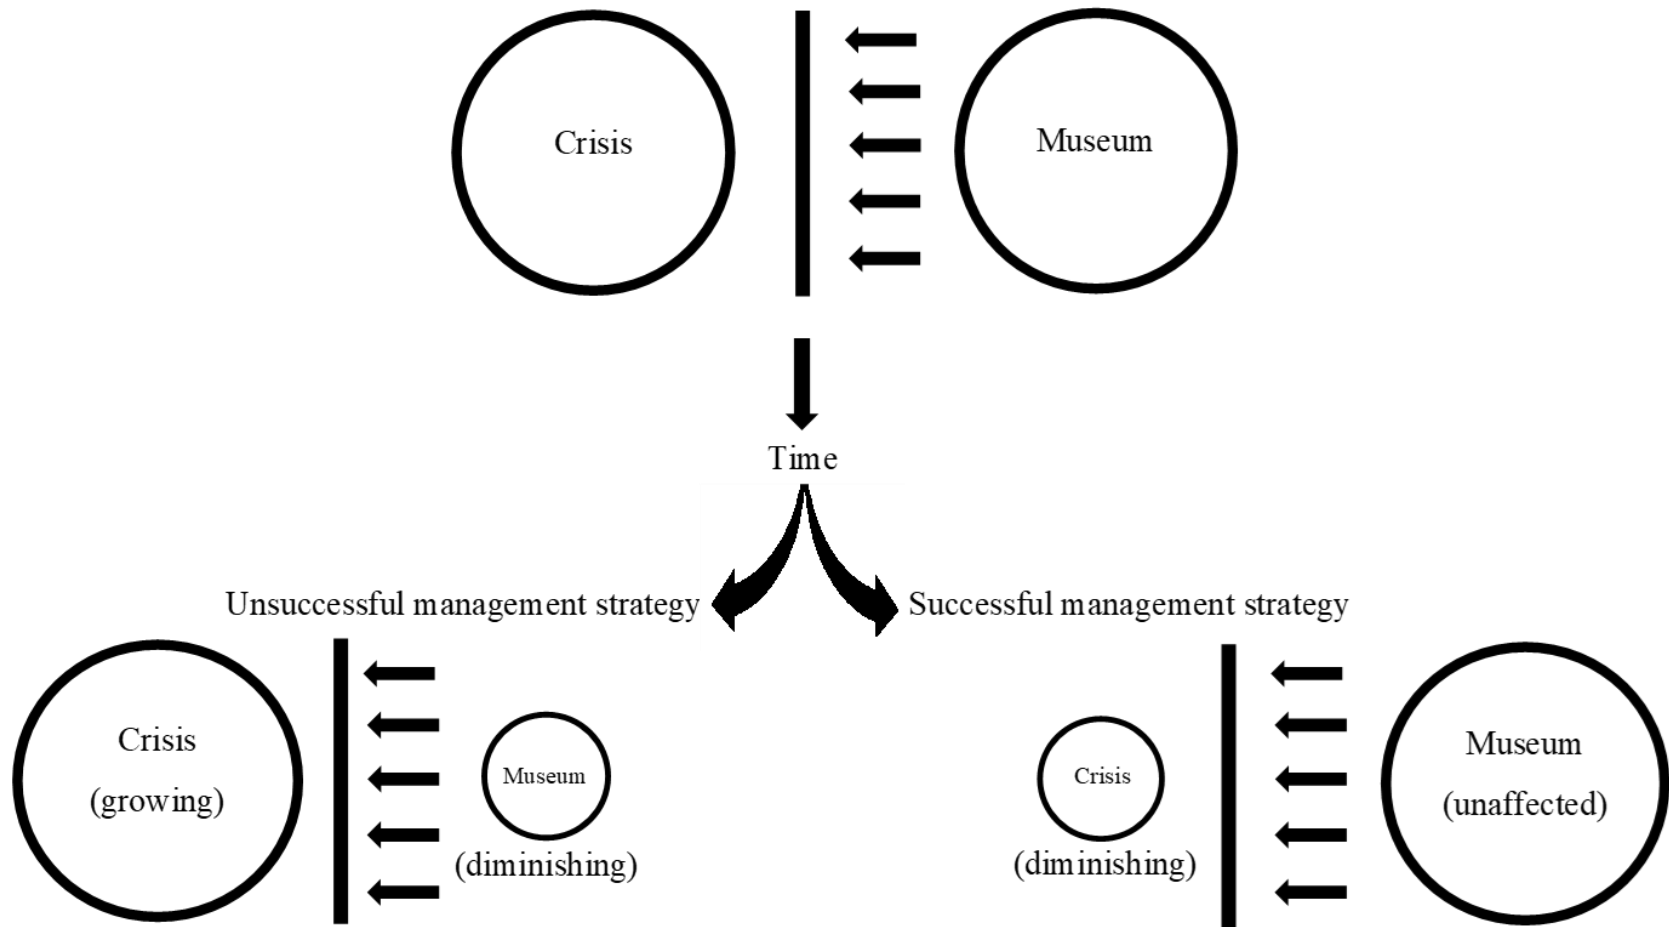 Crisis
Museum
Time
Unsuccessful management strategy
Successful management strategy
Crisis
(growing)
Museum
(diminishing)
Crisis
(diminishing)
Museum
(unaffected)